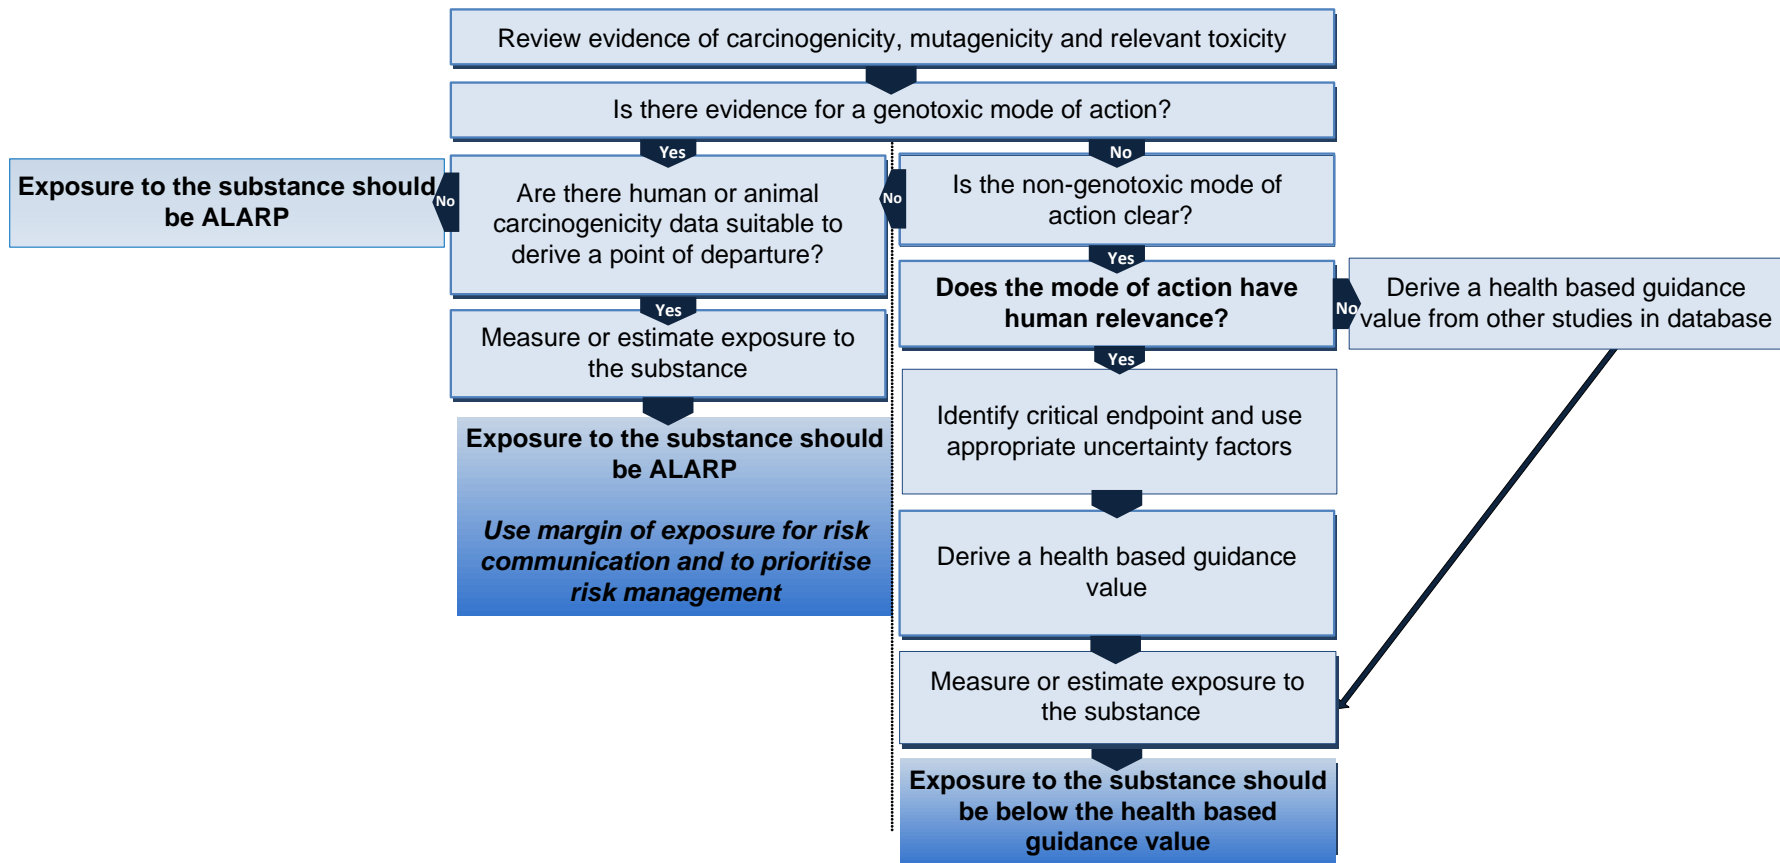 Review evidence of carcinogenicity, mutagenicity and relevant toxicity
Is there evidence for a genotoxic mode of action?
Yes
No
Exposure to the substance should
be ALARP
No
Are there human or animal
carcinogenicity data suitable to
derive a point of departure?
No
Is the non-genotoxic mode of
action clear?
Yes
Yes
Does the mode of action have
human relevance?
No
Derive a health based guidance
value from other studies in database
Measure or estimate exposure to
the substance
Yes
Identify critical endpoint and use
appropriate uncertainty factors
Exposure to the substance should
be ALARP
Use margin of exposure for risk
communication and to prioritise
risk management
Derive a health based guidance
value
Measure or estimate exposure to
the substance
Exposure to the substance should
be below the health based
guidance value